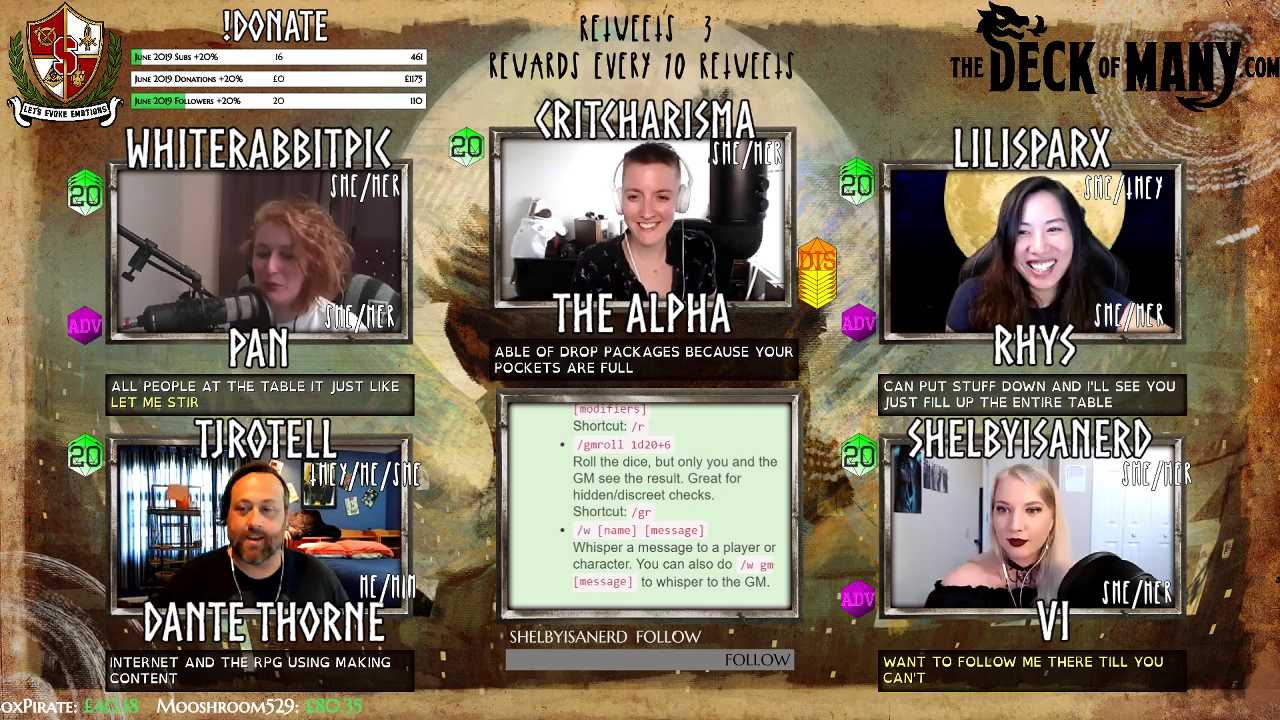 !DONATE
JUNE 2019 SUBS +20% 16 461
JUNE 2019 DONATIONS +20% £0 £1175
JUNE 2019 FOLLOWERS +20% 20 110
S
LET'S EVOKE EMOTIONS
RETWEETS 3
REWARDS EVERY 10 RETWEETS
THE DECK OF MANY.COM
WHITERABBITPIC
SHE/HER
20
ADV
SHE/HER
PAN
ALL PEOPLE AT THE TABLE IT JUST LIKE
LET ME STIR
CRITCHARISMA
20
SHE/HER
DTS
THE ALPHA
ABLE OF DROP PACKAGES BECAUSE YOUR
POCKETS ARE FULL
LILISPARX
20
SHE/THEY
ADV
SHE/HER
RHYS
CAN PUT STUFF DOWN AND I'LL SEE YOU
JUST FILL UP THE ENTIRE TABLE
TJROTELL
20
THEY/HE/SHE
HE/HIM
DANTE THORNE
INTERNET AND THE RPG USING MAKING
CONTENT
[modifiers]
Shortcut: /r
• /gmroll 1d20+6
Roll the dice, but only you and the
GM see the result. Great for
hidden/discreet checks.
Shortcut: /gr
• /w [name] [message]
Whisper a message to a player or
character. You can also do /w gm
[message] to whisper to the GM.
SHELBYISANERD FOLLOW
FOLLOW
SHELBYISANERD
20
SHE/HER
ADV
SHE/HER
VI
WANT TO FOLLOW ME THERE TILL YOU
CAN'T
OXPIRATE: £40.18 MOOSHROOM529: £80.35